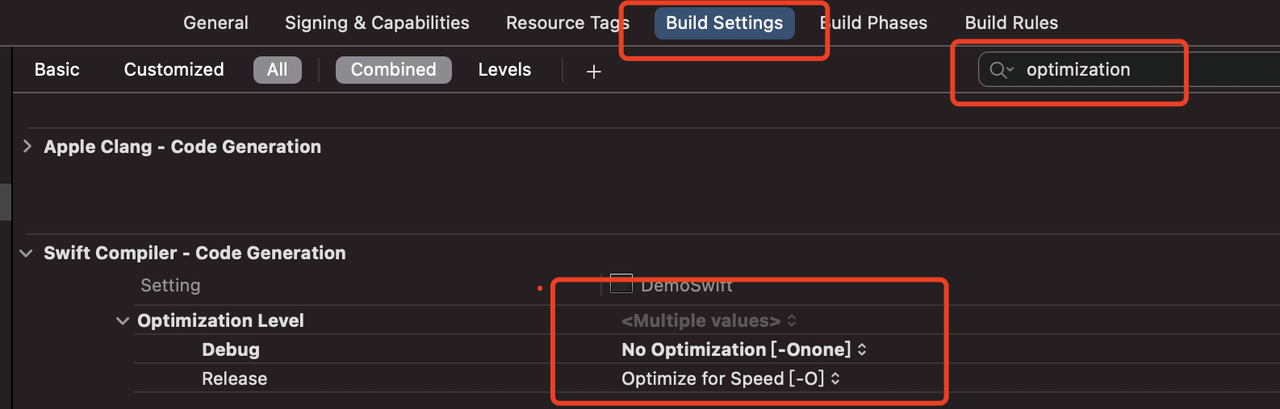 General Signing & Capabilities Resource Tags Build Settings Build Phases Build Rules
Basic Customized All Combined Levels + optimization
Apple Clang - Code Generation
Swift Compiler - Code Generation
Setting DemoSwift
Optimization Level <Multiple values>
Debug No Optimization [-Onone]
Release Optimize for Speed [-O]